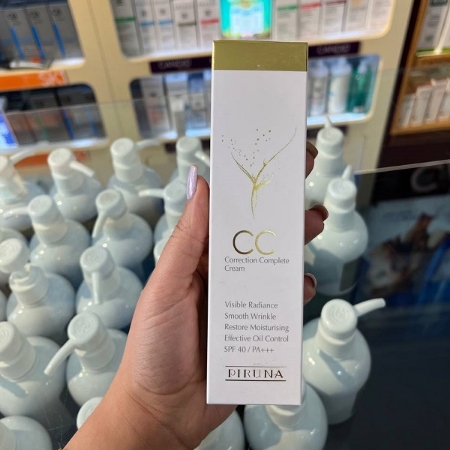 CC
Correction Complete
Cream
Visible Radiance
Smooth Wrinkle
Restore Moisturising
Effective Oil Control
SPF 40 / PA+++
PIRUNA